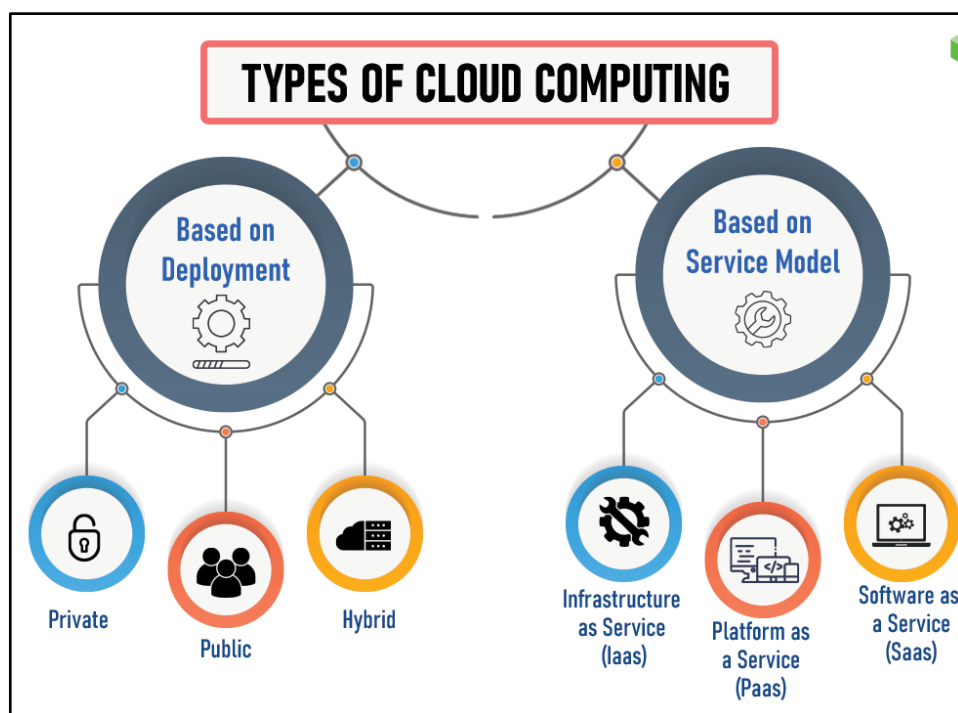 TYPES OF CLOUD COMPUTING
Based on
Deployment
Based on
Service Model
Private
Public
Hybrid
Infrastructure
as Service
(Iaas)
</>
Platform as
a Service
(Paas)
Software as
a Service
(Saas)